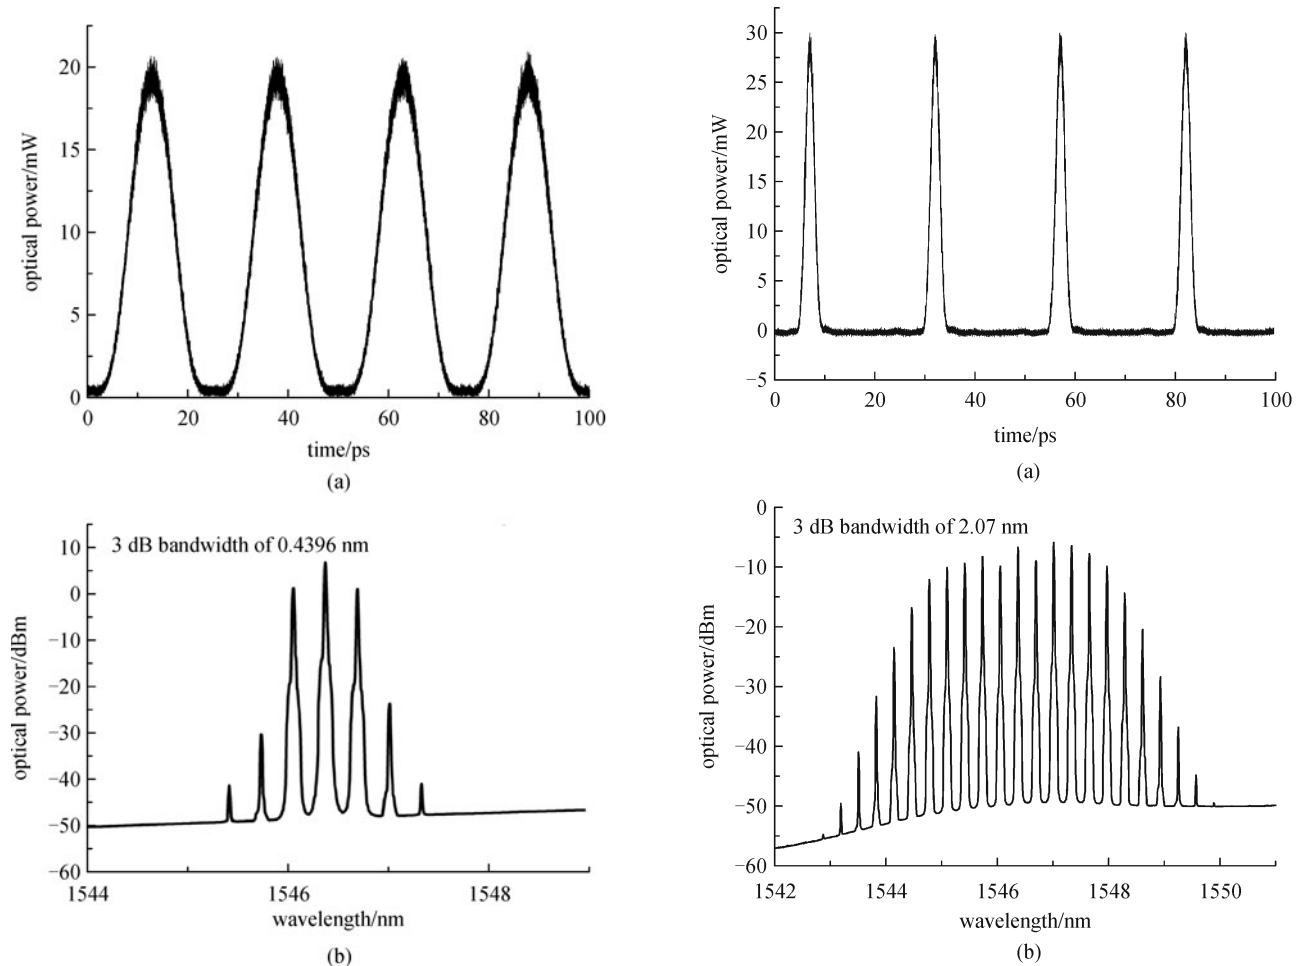 20
15
10
5
0
optical power/mW
0 20 40 60 80 100
time/ps
(a)
30
25
20
15
10
5
0
−5
optical power/mW
0 20 40 60 80 100
time/ps
(a)
3 dB bandwidth of 0.4396 nm
10
0
−10
−20
−30
−40
−50
−60
optical power/dBm
1544 1546 1548
wavelength/nm
(b)
3 dB bandwidth of 2.07 nm
0
−10
−20
−30
−40
−50
−60
optical power/dBm
1542 1544 1546 1548 1550
wavelength/nm
(b)